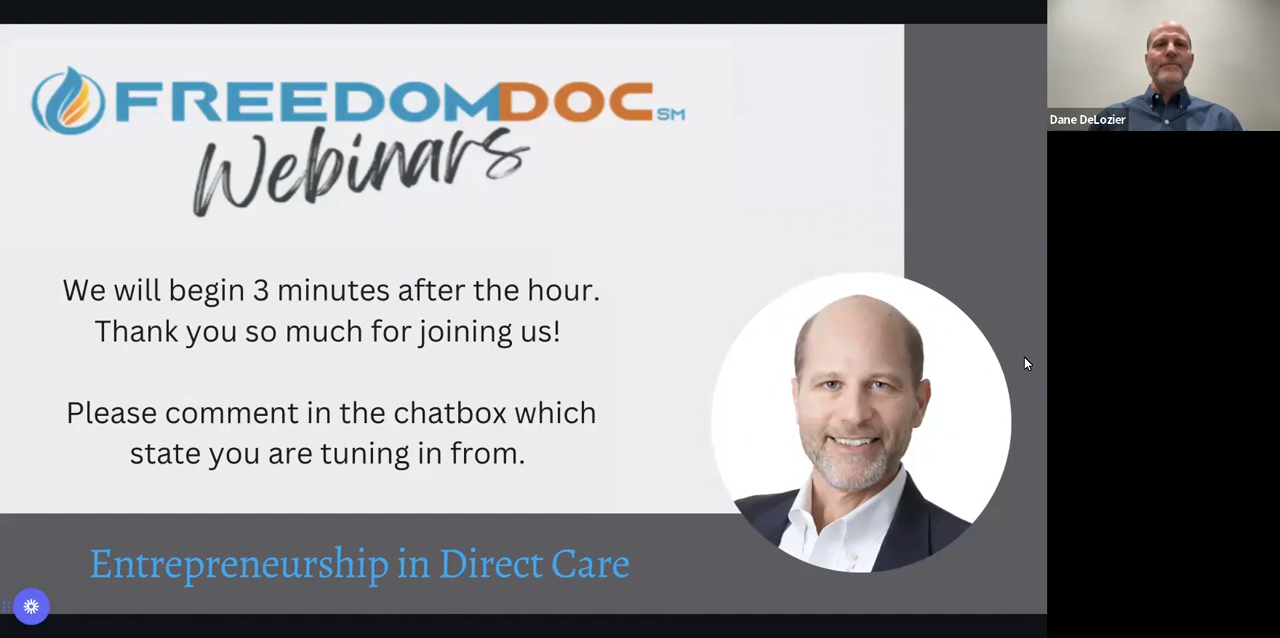 FREEDOMDOC SM
Webinars
We will begin 3 minutes after the hour.
Thank you so much for joining us!
Please comment in the chatbox which
state you are tuning in from.
Entrepreneurship in Direct Care
Dane DeLozier